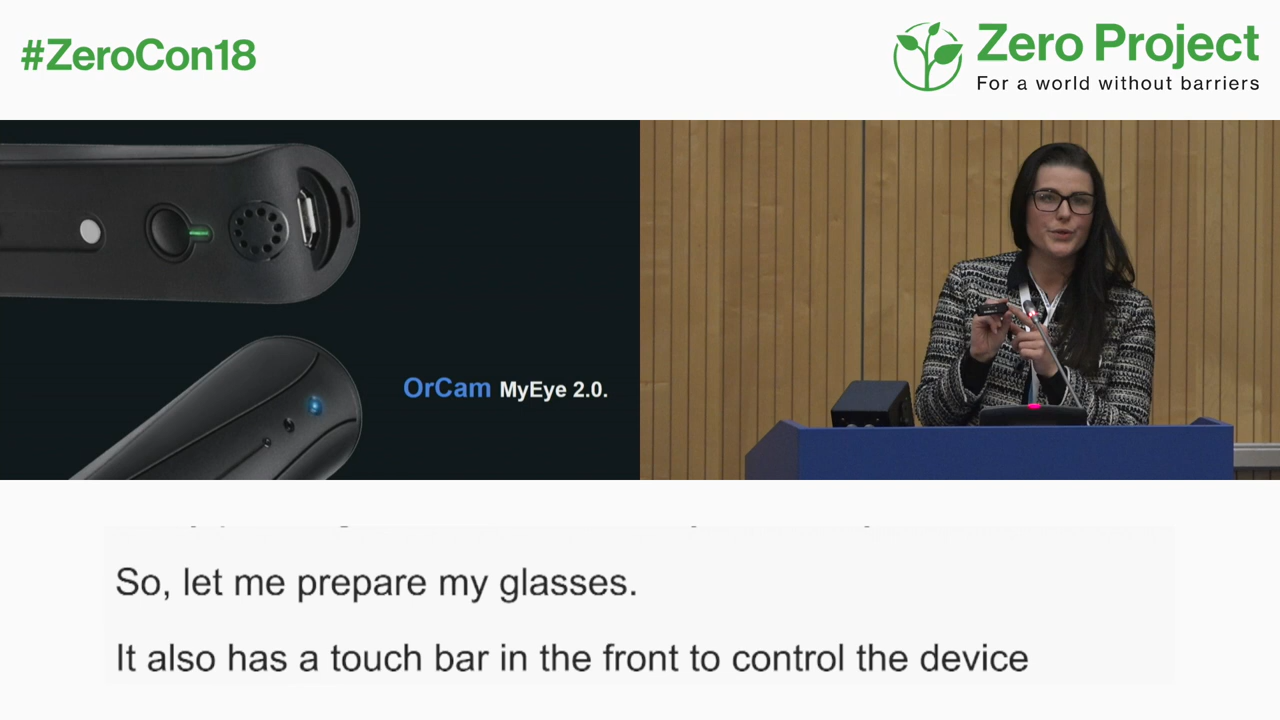 #ZeroCon18
Zero Project
For a world without barriers
OrCam MyEye 2.0.
So, let me prepare my glasses.
It also has a touch bar in the front to control the device